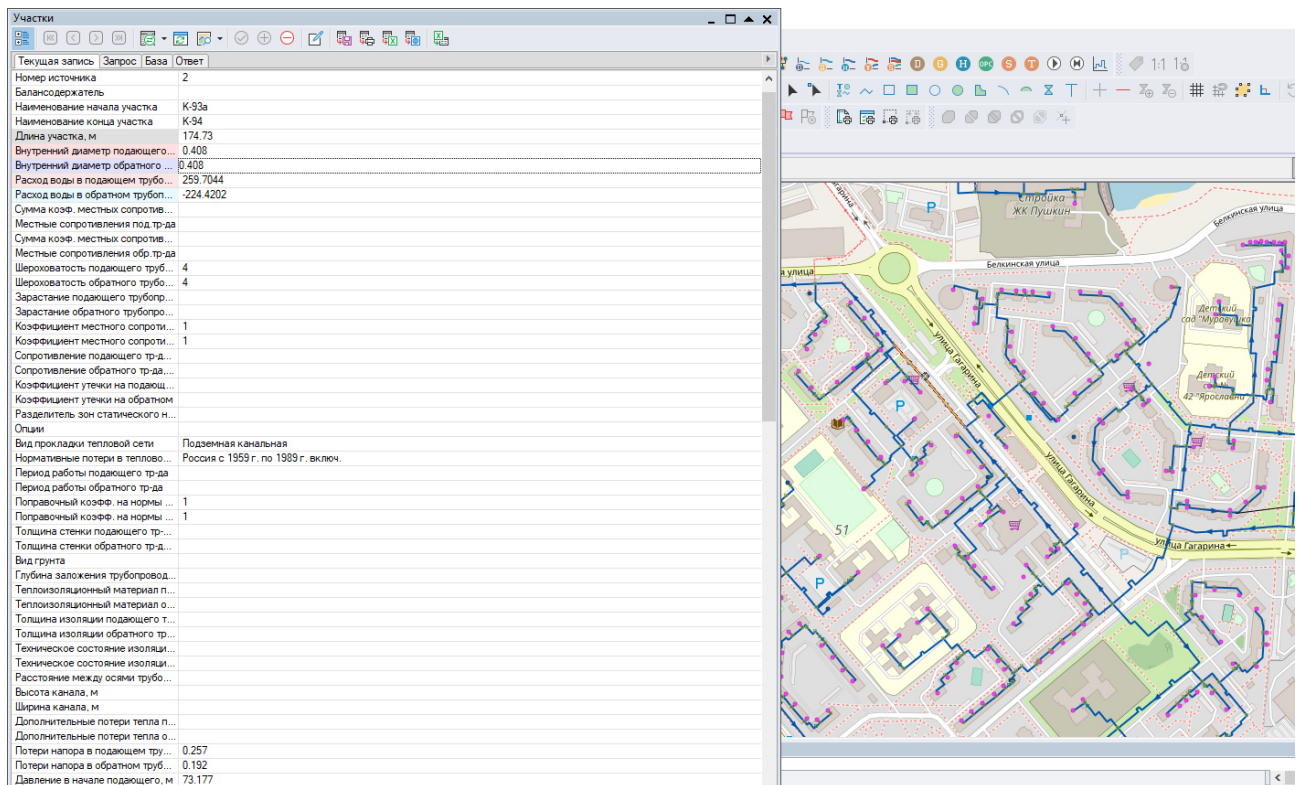 Участки
Текущая запись Запрос База Ответ
Номер источника 2
Балансодержатель
Наименование начала участка К-93а
Наименование конца участка К-94
Длина участка, м 174.73
Внутренний диаметр подающего... 0.408
Внутренний диаметр обратного ... 0.408
Расход воды в подающем трубо... 259.7044
Расход воды в обратном трубоп... -224.4202
Сумма коэф. местных сопротив...
Местные сопротивления под.тр-да
Сумма коэф. местных сопротив...
Местные сопротивления обр.тр-да
Шероховатость подающего труб... 4
Шероховатость обратного трубо... 4
Зарастание подающего трубопр...
Зарастание обратного трубопро...
Коэффициент местного сопроти... 1
Коэффициент местного сопроти... 1
Сопротивление подающего тр-д...
Сопротивление обратного тр-да,...
Коэффициент утечки на подающ...
Коэффициент утечки на обратном
Разделитель зон статического н...
Опции
Вид прокладки тепловой сети Подземная канальная
Нормативные потери в теплово... Россия с 1959 г. по 1989 г. включ.
Период работы подающего тр-да
Период работы обратного тр-да
Поправочный коэфф. на нормы ... 1
Поправочный коэфф. на нормы ... 1
Толщина стенки подающего тр-...
Толщина стенки обратного тр-д...
Вид грунта
Глубина заложения трубопровод...
Теплоизоляционный материал п...
Теплоизоляционный материал о...
Толщина изоляции подающего т...
Толщина изоляции обратного тр...
Техническое состояние изоляци...
Техническое состояние изоляци...
Расстояние между осями трубо...
Высота канала, м
Ширина канала, м
Дополнительные потери тепла п...
Дополнительные потери тепла о...
Потери напора в подающем тру... 0.257
Потери напора в обратном труб... 0.192
Давление в начале подающего, м 73.177
D G H OPC S T 1:1
Гагарина
P
Стройка
ЖК Пушкин
Белкинская улица
Белкинская улица
я улица
Детский
сад "Муравушка"
улица Гагарина
Детский
42 "Ярославна"
P
улица Гагарина
51
улица Гагарина
P
P